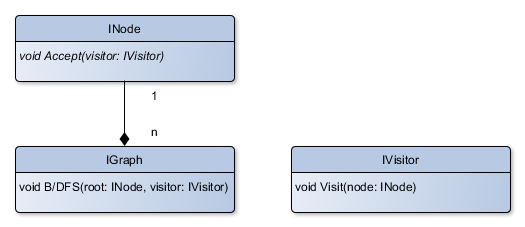 INode
void Accept(visitor: IVisitor)
1
n
IGraph
void B/DFS(root: INode, visitor: IVisitor)
IVisitor
void Visit(node: INode)